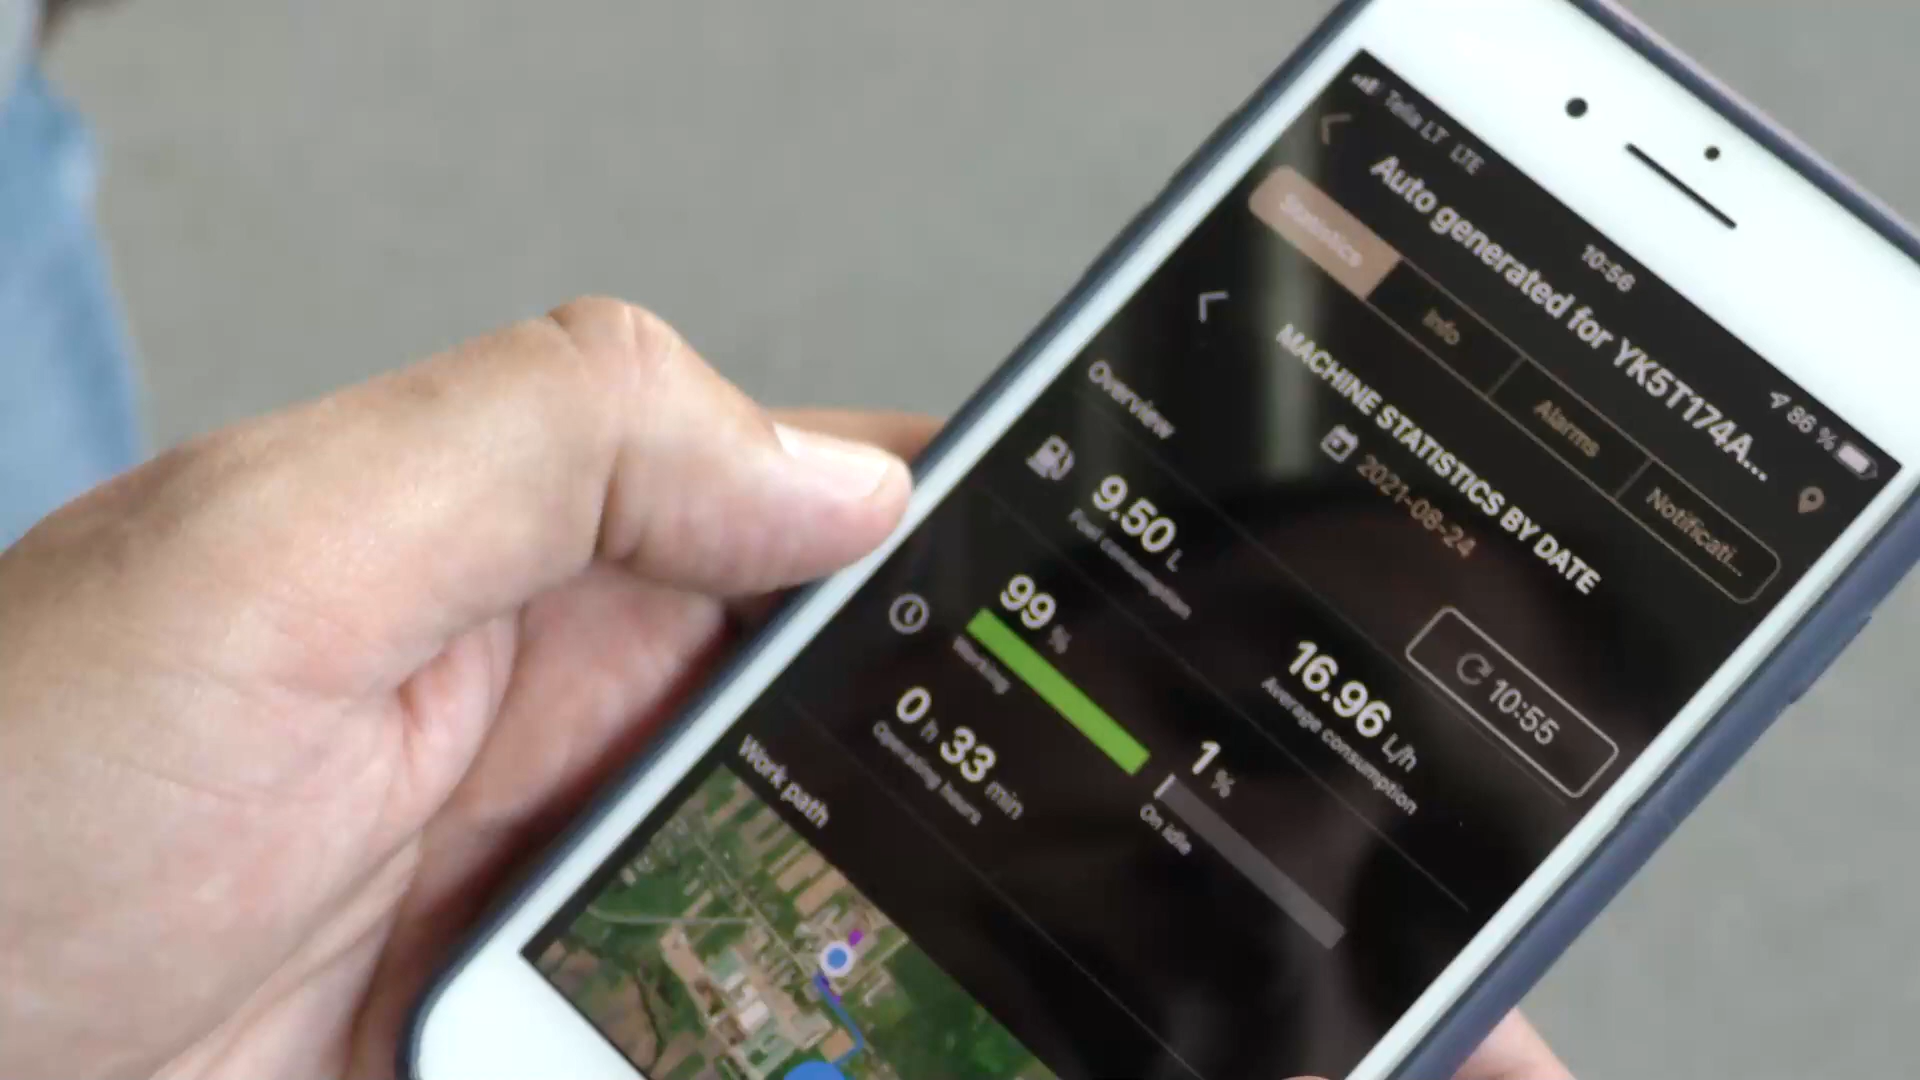 Telia LT LTE
10:56
86 %
Auto generated for YK5T174A...
Statistics
Info
Alarms
Notificati...
MACHINE STATISTICS BY DATE
2021-08-24
10:55
Overview
9.50 L
Fuel consumption
16.96 L/h
Average consumption
99 %
Working
1 %
On idle
0 h 33 min
Operating hours
Work path